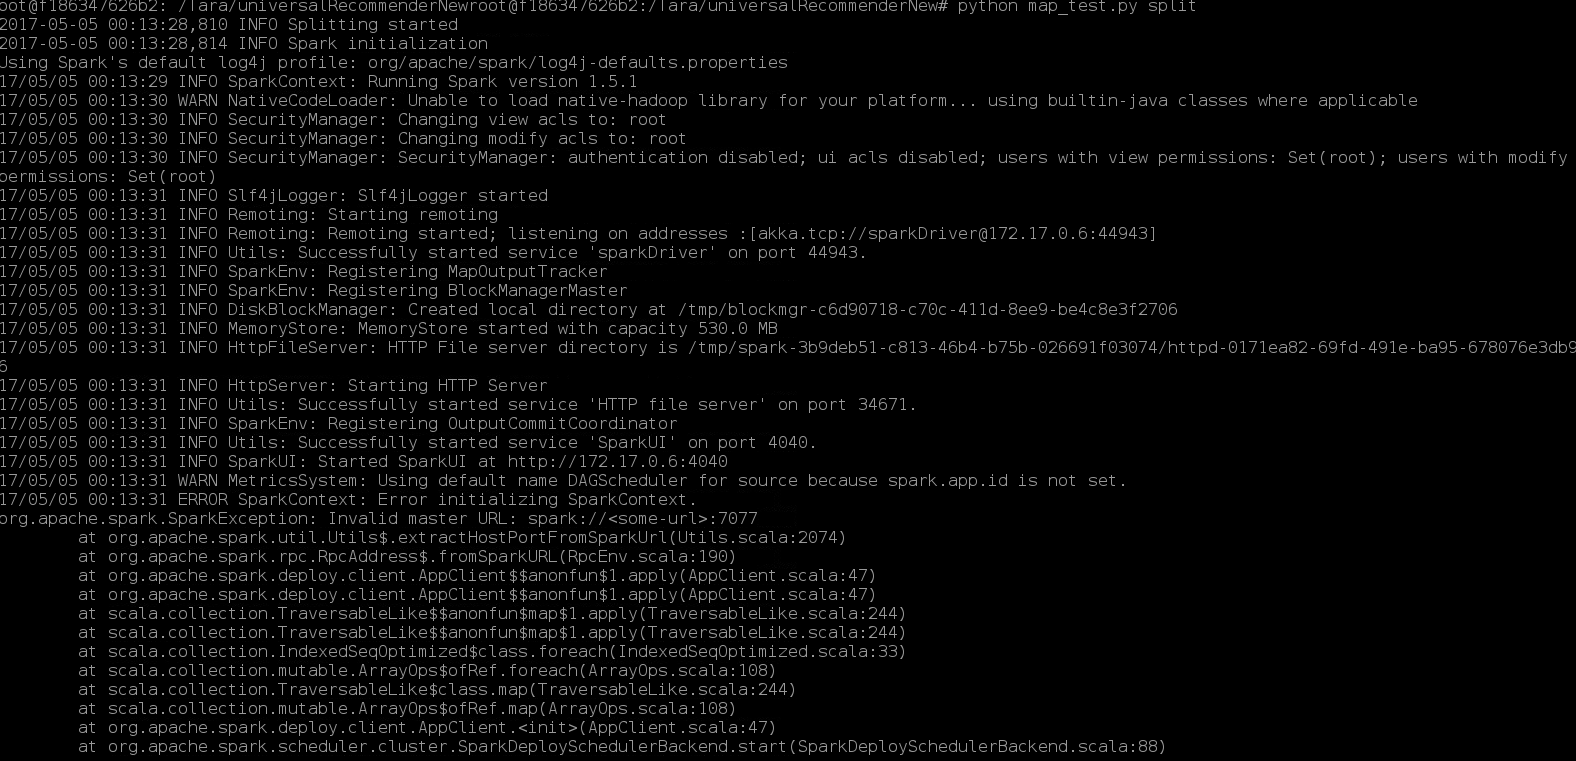 oot@f186347626b2: /Tara/universalRecommenderNewroot@f186347626b2:/Tara/universalRecommenderNew# python map_test.py split
2017-05-05 00:13:28,810 INFO Splitting started
2017-05-05 00:13:28,814 INFO Spark initialization
Using Spark's default log4j profile: org/apache/spark/log4j-defaults.properties
17/05/05 00:13:29 INFO SparkContext: Running Spark version 1.5.1
17/05/05 00:13:30 WARN NativeCodeLoader: Unable to load native-hadoop library for your platform... using builtin-java classes where applicable
17/05/05 00:13:30 INFO SecurityManager: Changing view acls to: root
17/05/05 00:13:30 INFO SecurityManager: Changing modify acls to: root
17/05/05 00:13:30 INFO SecurityManager: SecurityManager: authentication disabled; ui acls disabled; users with view permissions: Set(root); users with modify
permissions: Set(root)
17/05/05 00:13:31 INFO Slf4jLogger: Slf4jLogger started
17/05/05 00:13:31 INFO Remoting: Starting remoting
17/05/05 00:13:31 INFO Remoting: Remoting started; listening on addresses :[akka.tcp://sparkDriver@172.17.0.6:44943]
17/05/05 00:13:31 INFO Utils: Successfully started service 'sparkDriver' on port 44943.
17/05/05 00:13:31 INFO SparkEnv: Registering MapOutputTracker
17/05/05 00:13:31 INFO SparkEnv: Registering BlockManagerMaster
17/05/05 00:13:31 INFO DiskBlockManager: Created local directory at /tmp/blockmgr-c6d90718-c70c-411d-8ee9-be4c8e3f2706
17/05/05 00:13:31 INFO MemoryStore: MemoryStore started with capacity 530.0 MB
17/05/05 00:13:31 INFO HttpFileServer: HTTP File server directory is /tmp/spark-3b9deb51-c813-46b4-b75b-026691f03074/httpd-0171ea82-69fd-491e-ba95-678076e3db9
6
17/05/05 00:13:31 INFO HttpServer: Starting HTTP Server
17/05/05 00:13:31 INFO Utils: Successfully started service 'HTTP file server' on port 34671.
17/05/05 00:13:31 INFO SparkEnv: Registering OutputCommitCoordinator
17/05/05 00:13:31 INFO Utils: Successfully started service 'SparkUI' on port 4040.
17/05/05 00:13:31 INFO SparkUI: Started SparkUI at http://172.17.0.6:4040
17/05/05 00:13:31 WARN MetricsSystem: Using default name DAGScheduler for source because spark.app.id is not set.
17/05/05 00:13:31 ERROR SparkContext: Error initializing SparkContext.
org.apache.spark.SparkException: Invalid master URL: spark://<some-url>:7077
at org.apache.spark.util.Utils$.extractHostPortFromSparkUrl(Utils.scala:2074)
at org.apache.spark.rpc.RpcAddress$.fromSparkURL(RpcEnv.scala:190)
at org.apache.spark.deploy.client.AppClient$$anonfun$1.apply(AppClient.scala:47)
at org.apache.spark.deploy.client.AppClient$$anonfun$1.apply(AppClient.scala:47)
at scala.collection.TraversableLike$$anonfun$map$1.apply(TraversableLike.scala:244)
at scala.collection.TraversableLike$$anonfun$map$1.apply(TraversableLike.scala:244)
at scala.collection.IndexedSeqOptimized$class.foreach(IndexedSeqOptimized.scala:33)
at scala.collection.mutable.ArrayOps$ofRef.foreach(ArrayOps.scala:108)
at scala.collection.TraversableLike$class.map(TraversableLike.scala:244)
at scala.collection.mutable.ArrayOps$ofRef.map(ArrayOps.scala:108)
at org.apache.spark.deploy.client.AppClient.<init>(AppClient.scala:47)
at org.apache.spark.scheduler.cluster.SparkDeploySchedulerBackend.start(SparkDeploySchedulerBackend.scala:88)